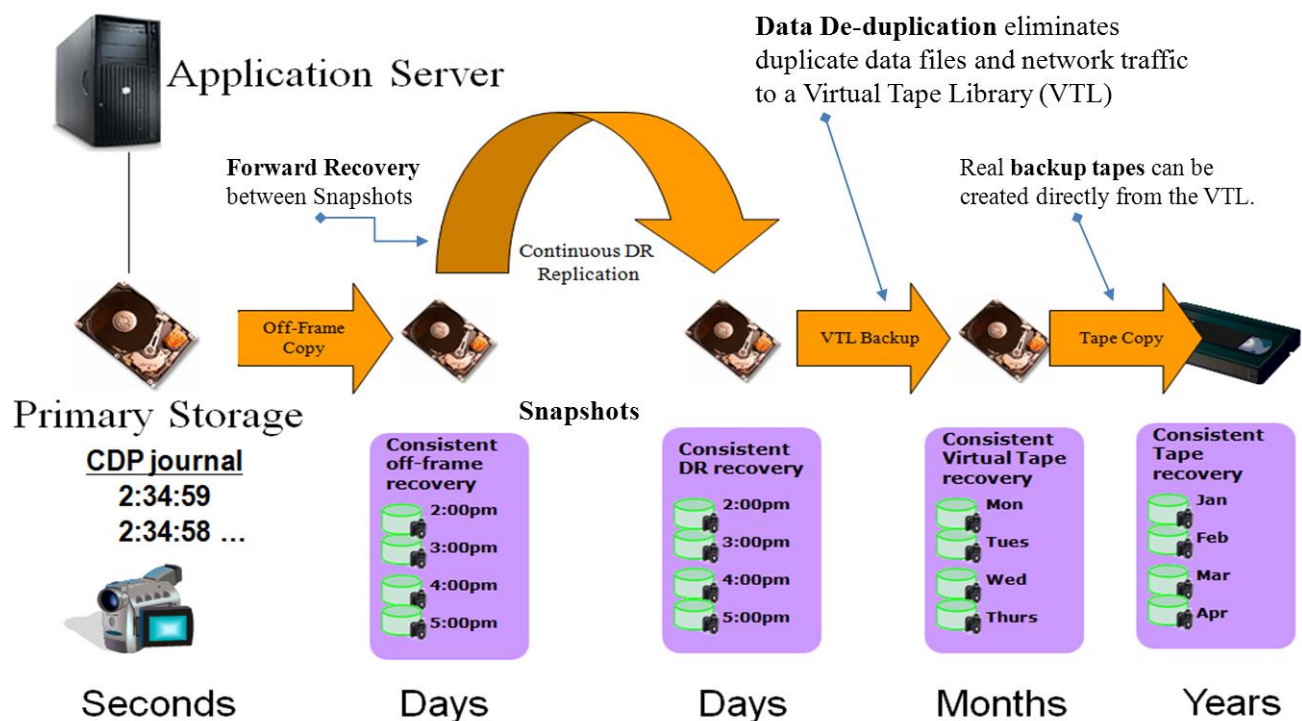 Application Server
Data De-duplication eliminates
duplicate data files and network traffic
to a Virtual Tape Library (VTL)
Forward Recovery
between Snapshots
Real backup tapes can be
created directly from the VTL.
Continuous DR
Replication
Off-Frame
Copy
VTL Backup
Tape Copy
Primary Storage
Snapshots
CDP journal
2:34:59
2:34:58 ...
Consistent
off-frame
recovery
2:00pm
3:00pm
4:00pm
5:00pm
Consistent
DR recovery
2:00pm
3:00pm
4:00pm
5:00pm
Consistent
Virtual Tape
recovery
Mon
Tues
Wed
Thurs
Consistent
Tape
recovery
Jan
Feb
Mar
Apr
Seconds
Days
Days
Months
Years